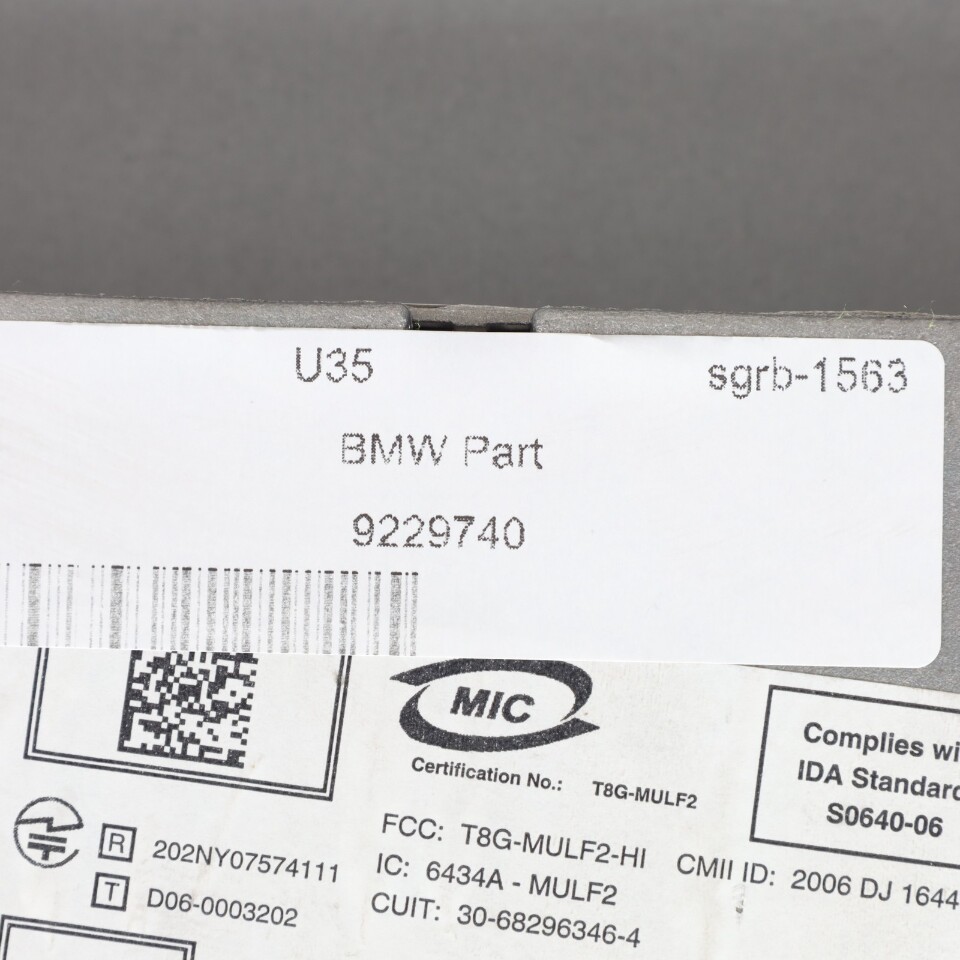 U35 sgrb-1563
BMW Part
9229740
MIC
Certification No.: T8G-MULF2
Complies wi
IDA Standard
S0640-06
R 202NY07574111
T D06-0003202
FCC: T8G-MULF2-HI
IC: 6434A - MULF2
CUIT: 30-68296346-4
CMII ID: 2006 DJ 1644